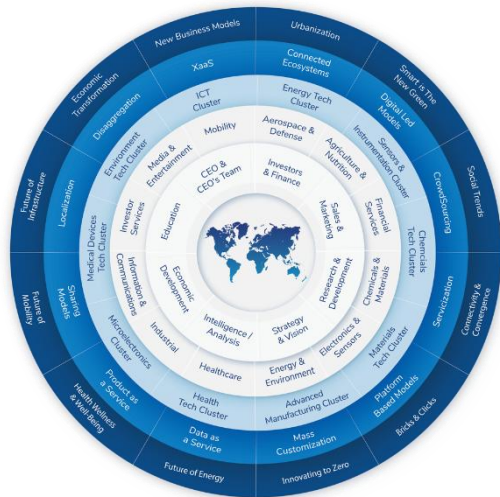 Urbanization
Smart is The
New Green
Social Trends
Connectivity &
Convergence
Bricks & Clicks
Innovating to Zero
Future of Energy
Health Wellness
& Well Being
Future of
Mobility
Future of
Infrastructure
Economic
Transformation
New Business Models
Connected
Ecosystems
Digital Led
Models
CrowdSourcing
Servicization
Platform
Based Models
Mass
Customization
Data as
a Service
Product as
a Service
Sharing
Models
Localization
Disaggregation
XaaS
Energy Tech
Cluster
Sensors &
Instrumentation Cluster
Chemcials
Tech Cluster
Materials
Tech Cluster
Advanced
Manufacturing Cluster
Health
Tech Cluster
Microelectronics
Cluster
Medical Devices
Tech Cluster
Environment
Tech Cluster
ICT
Cluster
Aerospace &
Defense
Agriculture &
Nutrition
Financial
Services
Chemicals &
Materials
Electronics &
Sensors
Energy &
Environment
Healthcare
Industrial
Information &
Communications
Investor
Services
Education
Media &
Entertainment
Mobility
Investors
& Finance
Sales &
Marketing
Research &
Development
Strategy
& Vision
Intelligence /
Analysis
Economic
Development
CEO &
CEO's Team